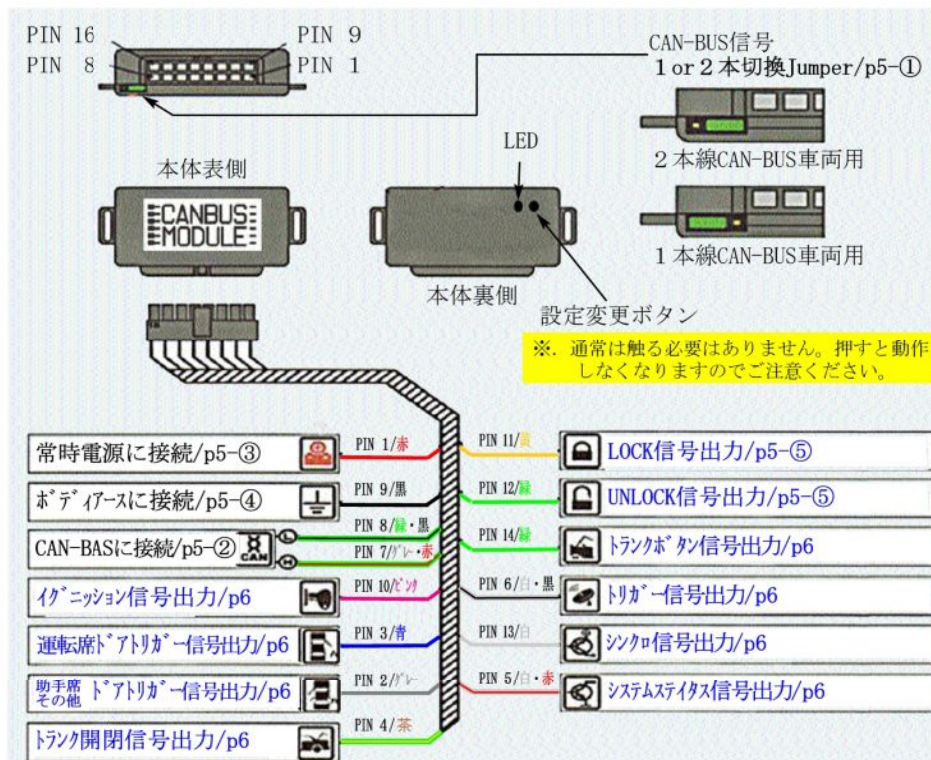 PIN 16
PIN 9
PIN 8
PIN 1
CAN-BUS信号
1or２本切換Jumper/p5-①
２本線CAN-BUS車両用
１本線CAN-BUS車両用
LED
本体表側
CANBUS
MODULE
本体裏側
設定変更ボタン
※. 通常は触る必要はありません。押すと動作
しなくなりますのでご注意ください。
常時電源に接続/p5-③
PIN 1/赤
ﾎﾞﾃﾞｨｱｰｽに接続/p5-④
PIN 9/黒
CAN-BASに接続/p5-②
CAN
L
H
PIN 8/緑・黒
PIN 7/ｸﾞﾚｰ・赤
ｲｸﾞﾆｯｼｮﾝ信号出力/p6
PIN 10/ﾋﾟﾝｸ
運転席ﾄﾞｱﾄﾘｶﾞｰ信号出力/p6
PIN 3/青
助手席
その他 ﾄﾞｱﾄﾘｶﾞｰ信号出力/p6
PIN 2/ｸﾞﾚｰ
ﾄﾗﾝｸ開閉信号出力/p6
PIN 4/茶
PIN 11/黄
LOCK信号出力/p5-⑤
PIN 12/緑
UNLOCK信号出力/p5-⑤
PIN 14/緑
ﾄﾗﾝｸﾎﾞﾀﾝ信号出力/p6
PIN 6/白・黒
ﾄﾘｶﾞｰ信号出力/p6
PIN 13/白
ｼﾝｸﾛ信号出力/p6
PIN 5/白・赤
ｼｽﾃﾑｽﾃｲﾀｽ信号出力/p6